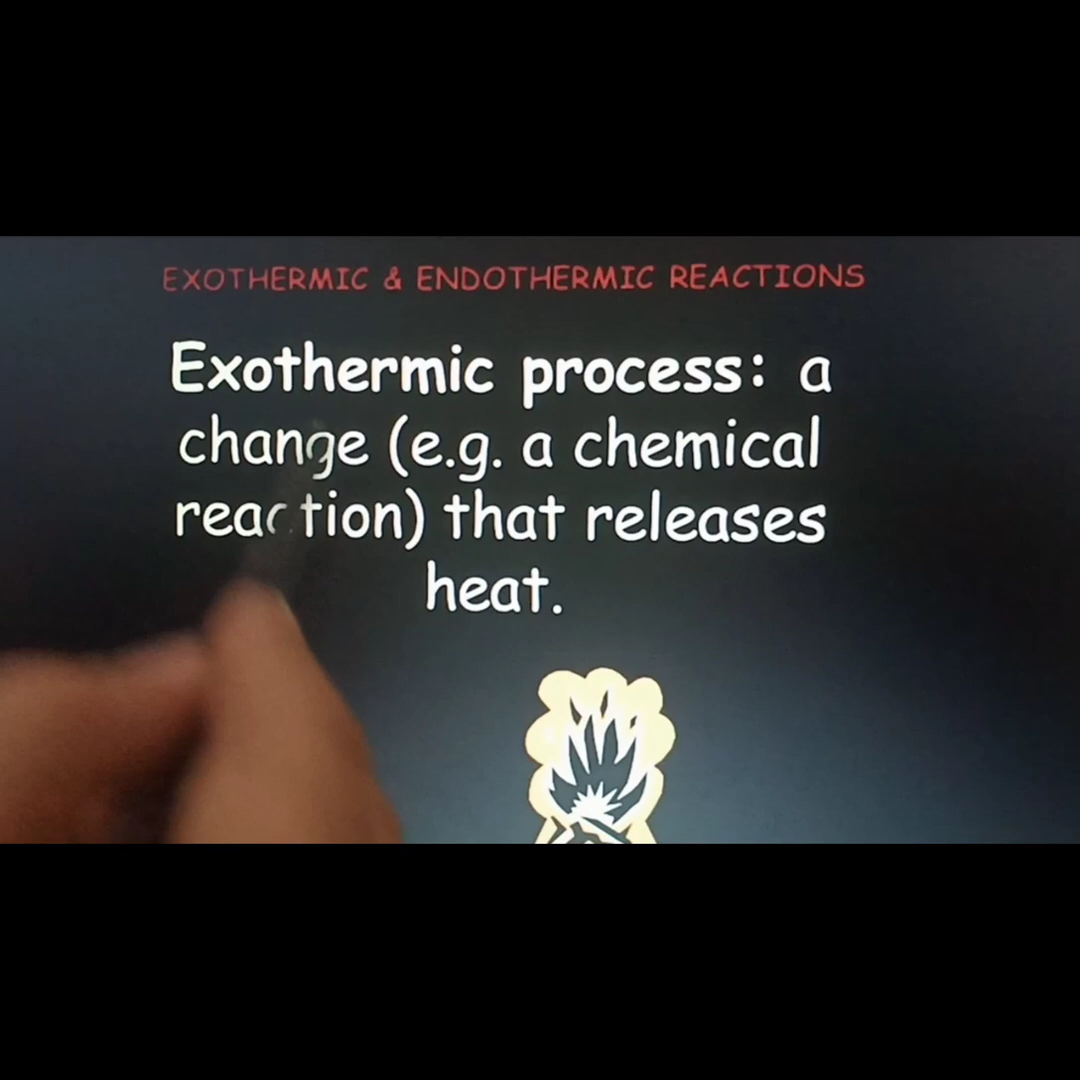 EXOTHERMIC & ENDOTHERMIC REACTIONS
Exothermic process: a
change (e.g. a chemical
reaction) that releases
heat.